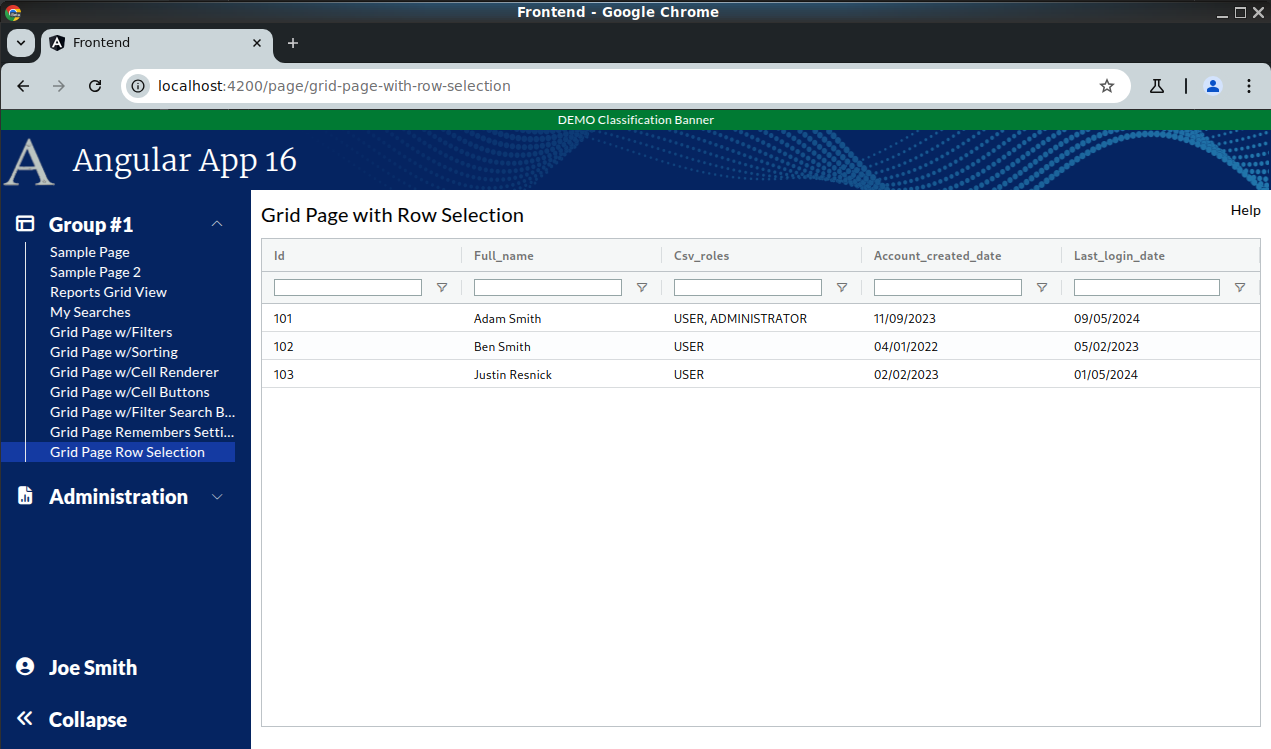 Frontend - Google Chrome
Frontend
localhost:4200/page/grid-page-with-row-selection
DEMO Classification Banner
A Angular App 16
Group #1
Sample Page
Sample Page 2
Reports Grid View
My Searches
Grid Page w/Filters
Grid Page w/Sorting
Grid Page w/Cell Renderer
Grid Page w/Cell Buttons
Grid Page w/Filter Search B...
Grid Page Remembers Setti...
Grid Page Row Selection
Administration
Joe Smith
Collapse
Grid Page with Row Selection
Help
Id Full_name Csv_roles Account_created_date Last_login_date
101 Adam Smith USER, ADMINISTRATOR 11/09/2023 09/05/2024
102 Ben Smith USER 04/01/2022 05/02/2023
103 Justin Resnick USER 02/02/2023 01/05/2024